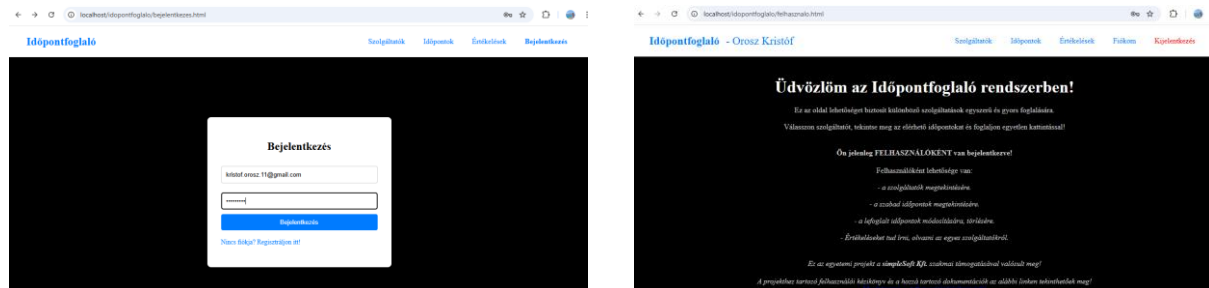 localhost/idopontfoglalo/bejelentkezes.html
Időpontfoglaló
Szolgáltatók Időpontok Értékelések Bejelentkezés
Bejelentkezés
kristof.orosz.11@gmail.com
Bejelentkezés
Nincs fiókja? Regisztráljon itt!
localhost/idopontfoglalo/felhasznalo.html
Időpontfoglaló - Orosz Kristóf
Szolgáltatók Időpontok Értékelések Fiókom Kijelentkezés
Üdvözlöm az Időpontfoglaló rendszerben!
Ez az oldal lehetőséget biztosít különböző szolgáltatások egyszerű és gyors foglalására.
Válasszon szolgáltatót, tekintse meg az elérhető időpontokat és foglaljon egyetlen kattintással!
Ön jelenleg FELHASZNÁLÓKÉNT van bejelentkezve!
Felhasználóként lehetősége van:
- a szolgáltatók megtekintésére.
- a szabad időpontok megtekintésére.
- a lefoglalt időpontok módosítására, törlésére.
- Értékeléseket tud írni, olvasni az egyes szolgáltatókról.
Ez az egyetemi projekt a simpleSoft Kft. szakmai támogatásával valósult meg!
A projekthez tartozó felhasználói kézikönyv és a hozzá tartozó dokumentációk az alábbi linken tekinthetőek meg!